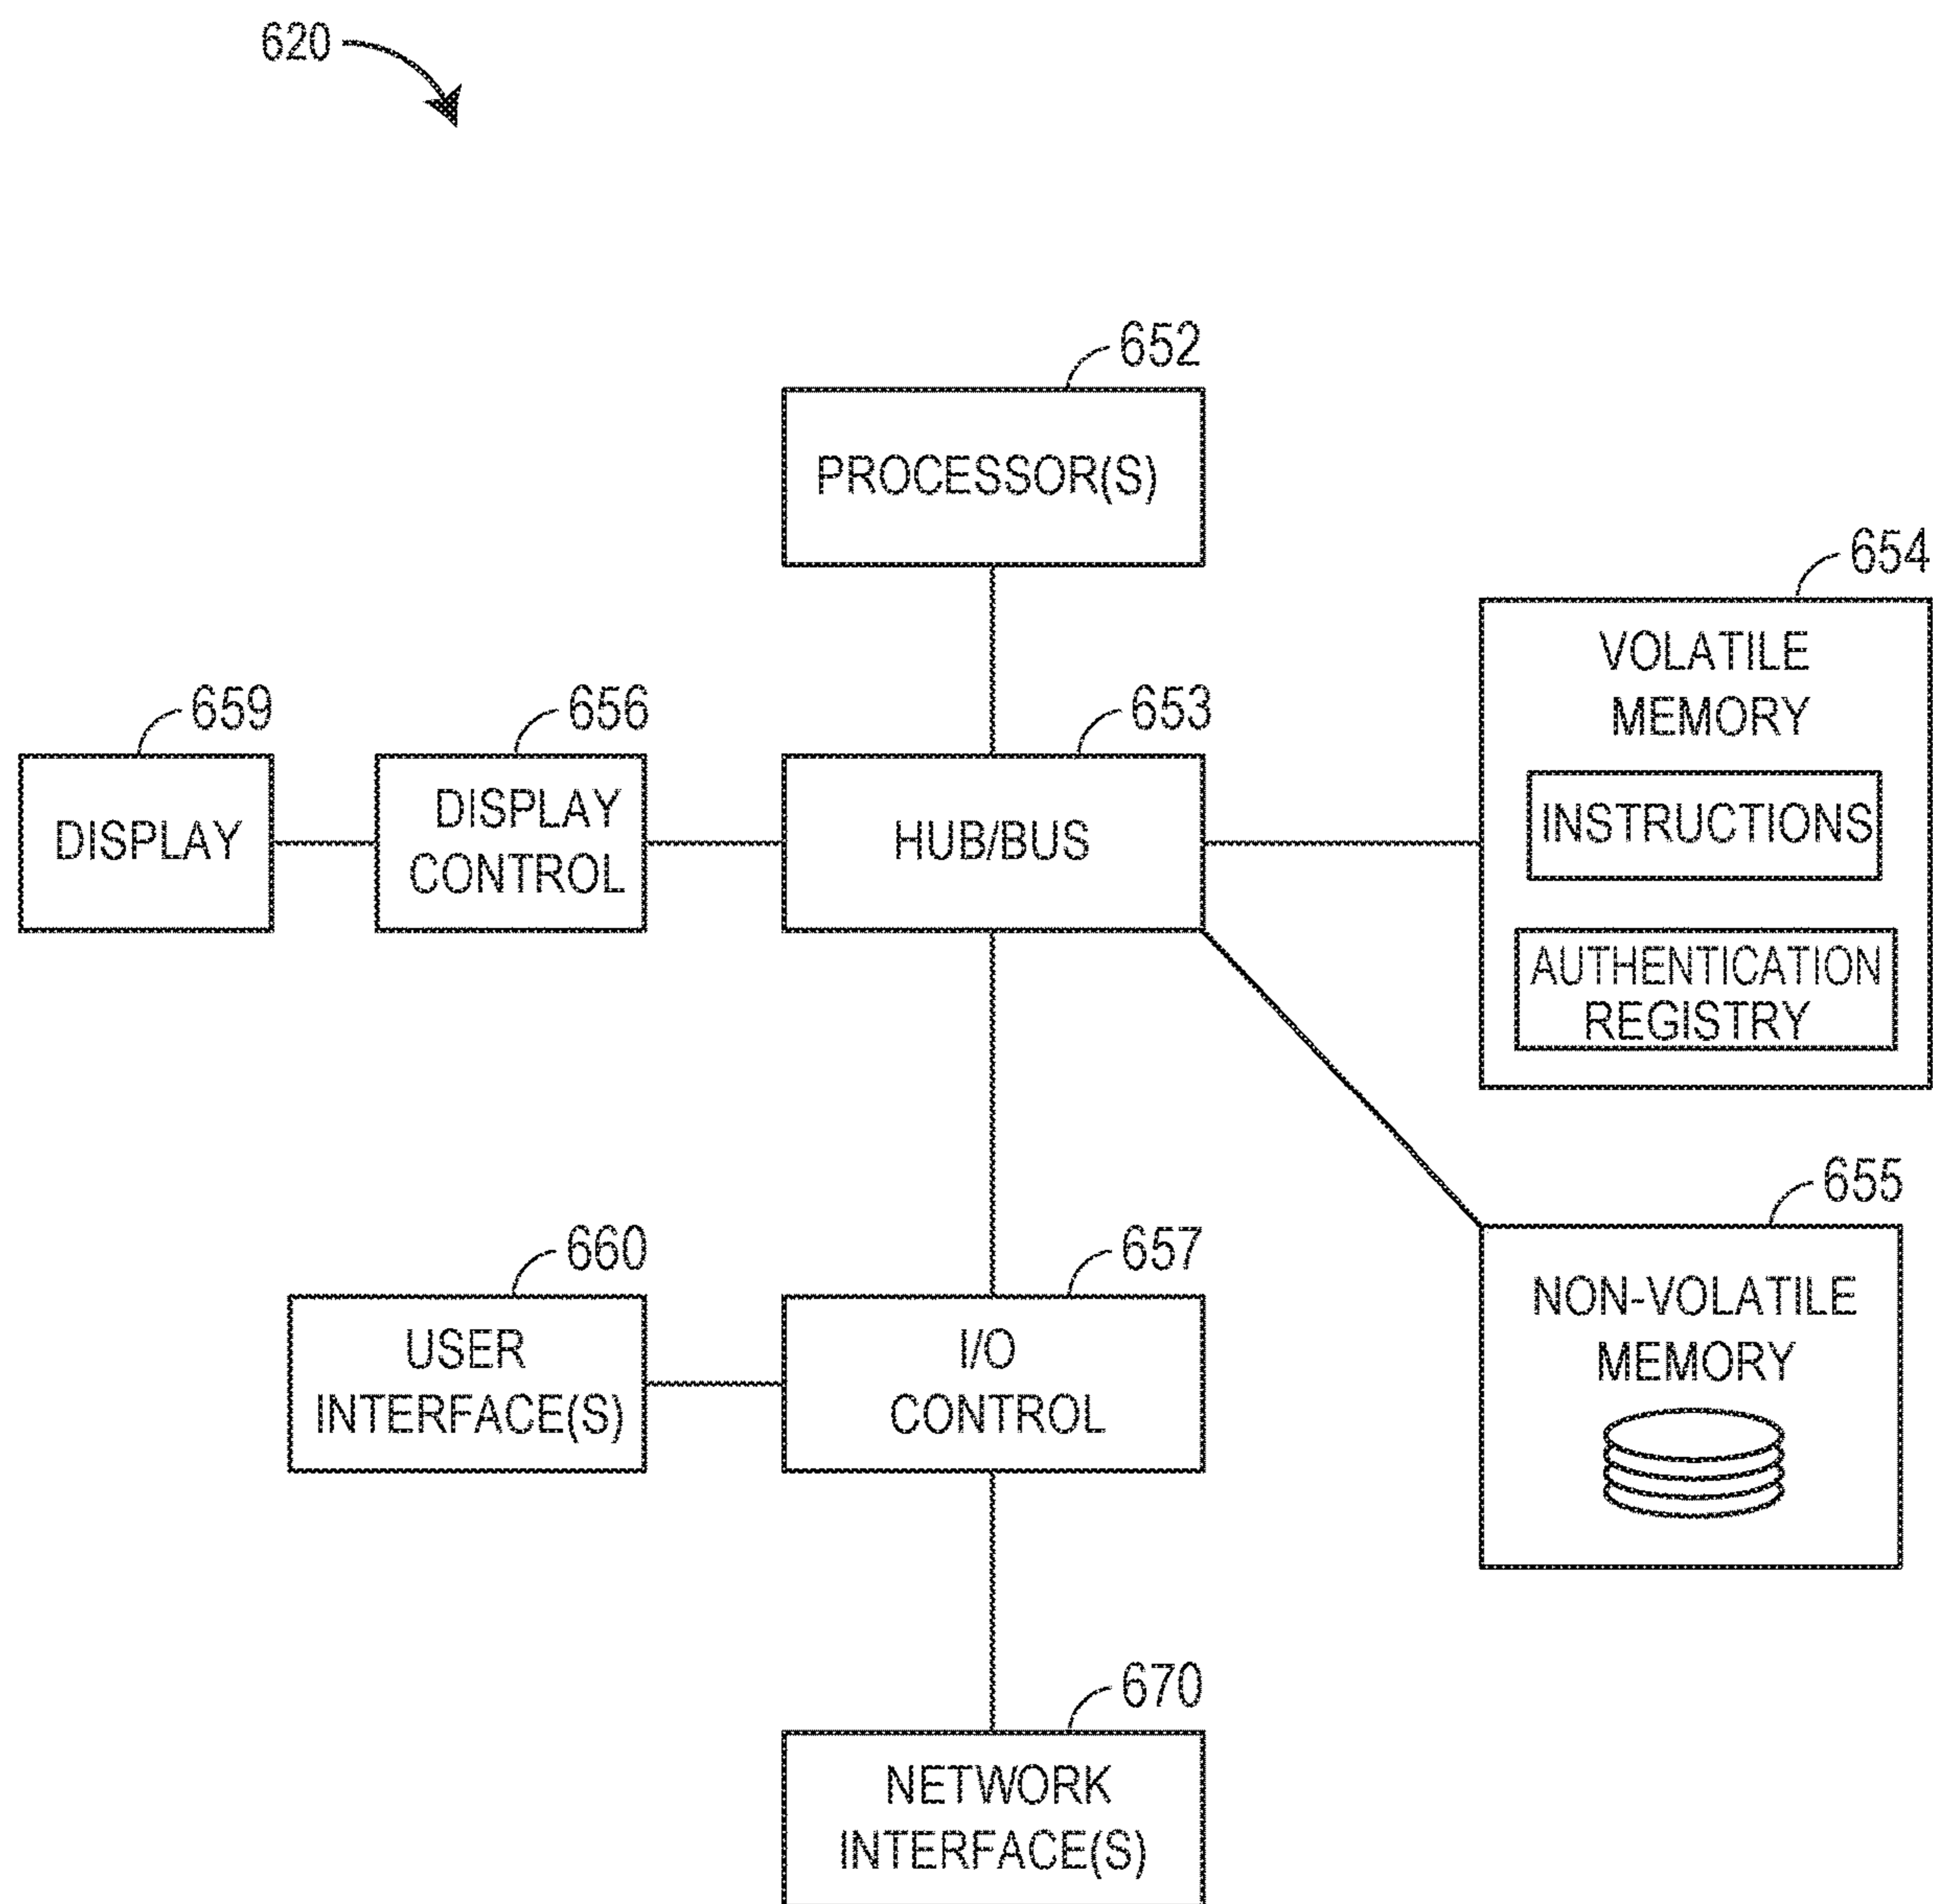 620
652
PROCESSOR(S)
654
VOLATILE
MEMORY
INSTRUCTIONS
AUTHENTICATION
REGISTRY
659
DISPLAY
656
DISPLAY
CONTROL
653
HUB/BUS
655
NON-VOLATILE
MEMORY
660
USER
INTERFACE(S)
657
I/O
CONTROL
670
NETWORK
INTERFACE(S)